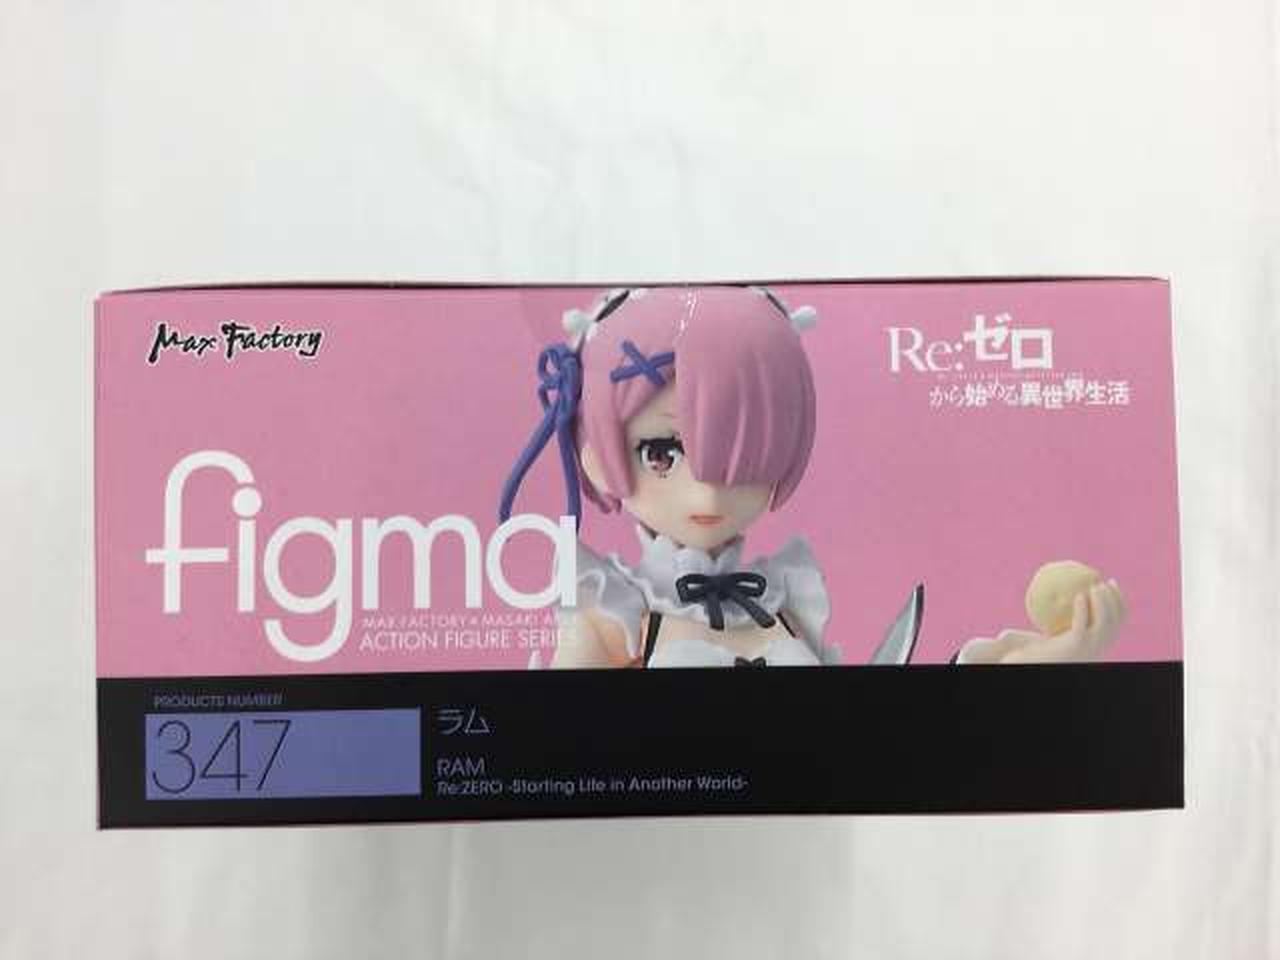 Max Factory
Re:ゼロ
から始める異世界生活
figma
MAX FACTORY × MASAKI
ACTION FIGURE SERIES
PRODUCTS NUMBER
347
ラム
RAM
Re:ZERO -Starting Life in Another World-